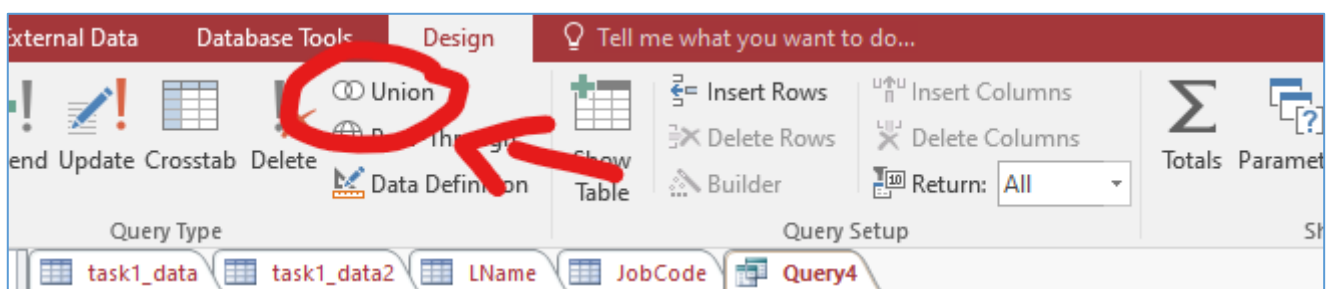 External Data Database Tools Design Tell me what you want to do...
end Update Crosstab Delete
Union
Data Definition
Show
Table
Insert Rows
Delete Rows
Builder
Insert Columns
Delete Columns
Return: All
Totals Paramet
Query Type Query Setup Sh
task1_data task1_data2 LName JobCode Query4